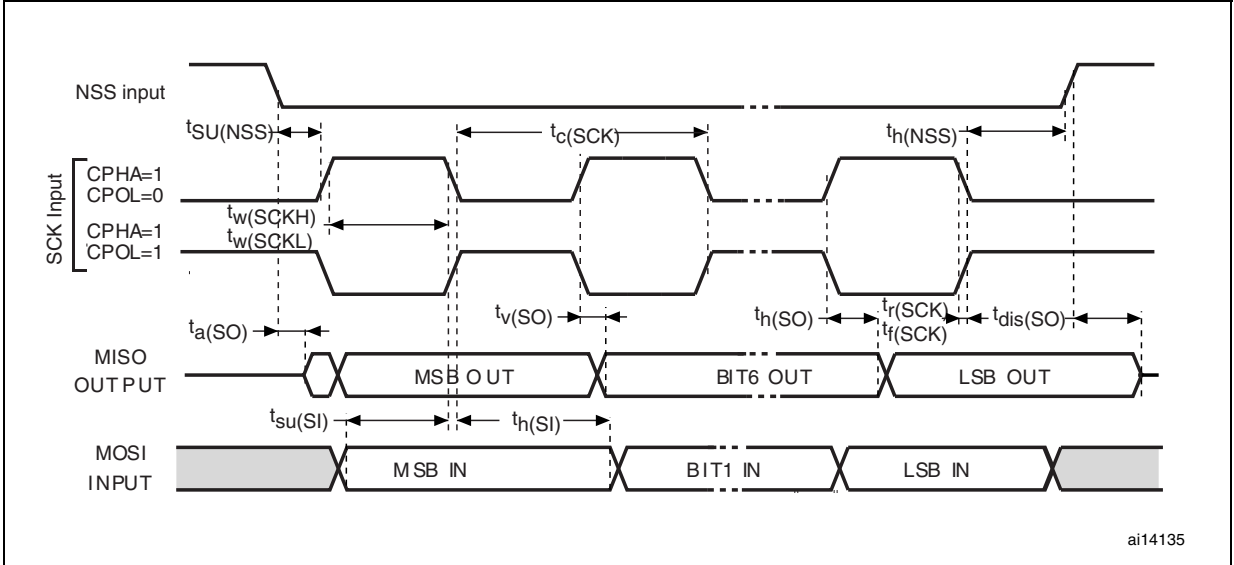 NSS input
tSU(NSS)
tc(SCK)
th(NSS)
SCK Input
CPHA=1
CPOL=0
tw(SCKH)
tw(SCKL)
CPHA=1
CPOL=1
ta(SO)
tv(SO)
th(SO)
tr(SCK)
tf(SCK)
tdis(SO)
MISO
OUTPUT
MSB OUT
BIT6 OUT
LSB OUT
tsu(SI)
th(SI)
MOSI
INPUT
MSB IN
BIT1 IN
LSB IN
ai14135